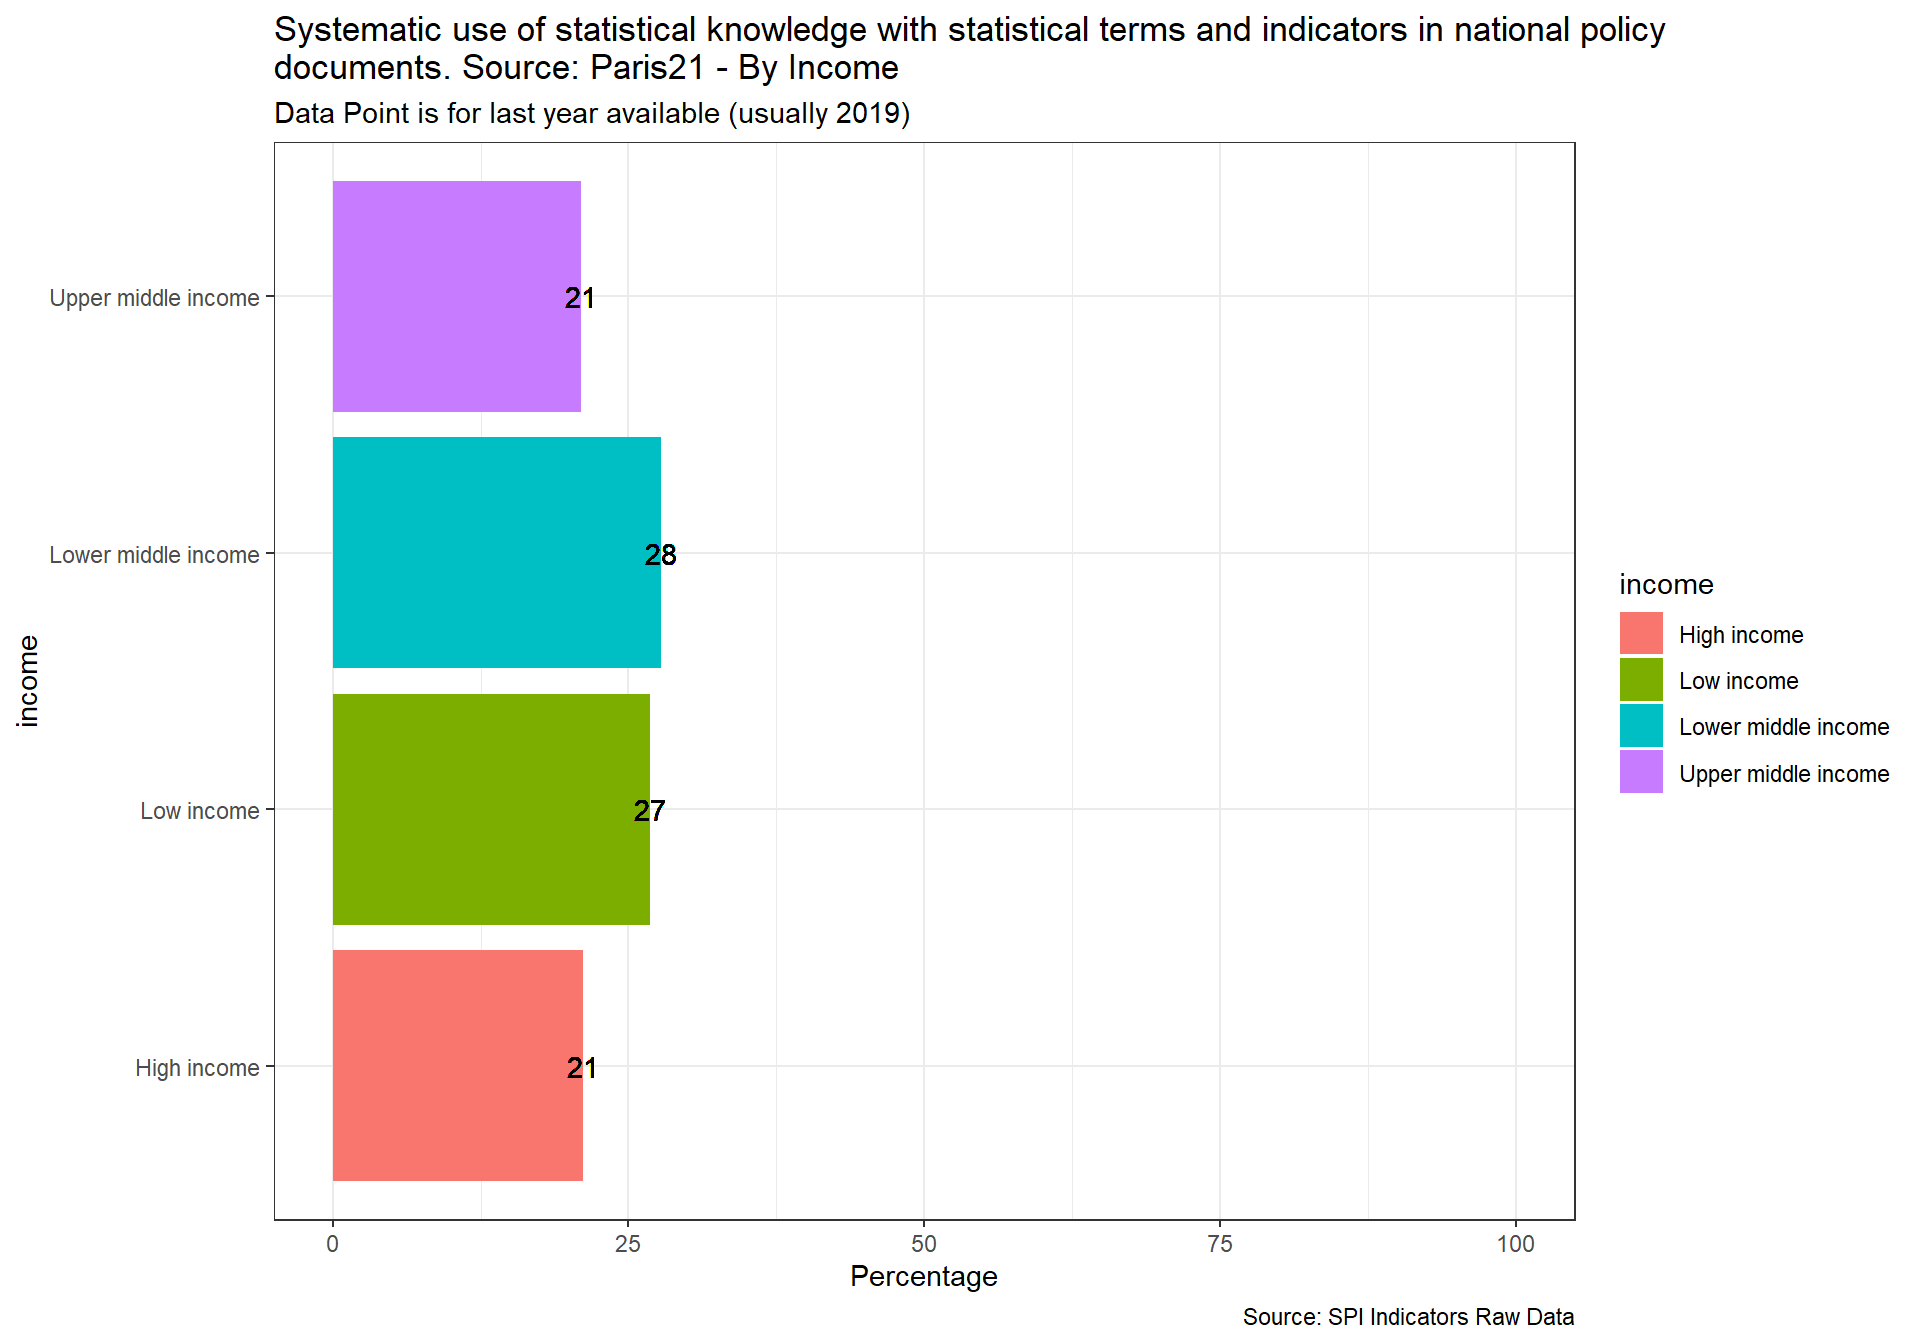 Systematic use of statistical knowledge with statistical terms and indicators in national policy
documents. Source: Paris21 - By Income
Data Point is for last year available (usually 2019)
Upper middle income
21
Lower middle income
28
Low income
27
High income
21
income
0
25
50
75
100
Percentage
income
High income
Low income
Lower middle income
Upper middle income
Source: SPI Indicators Raw Data